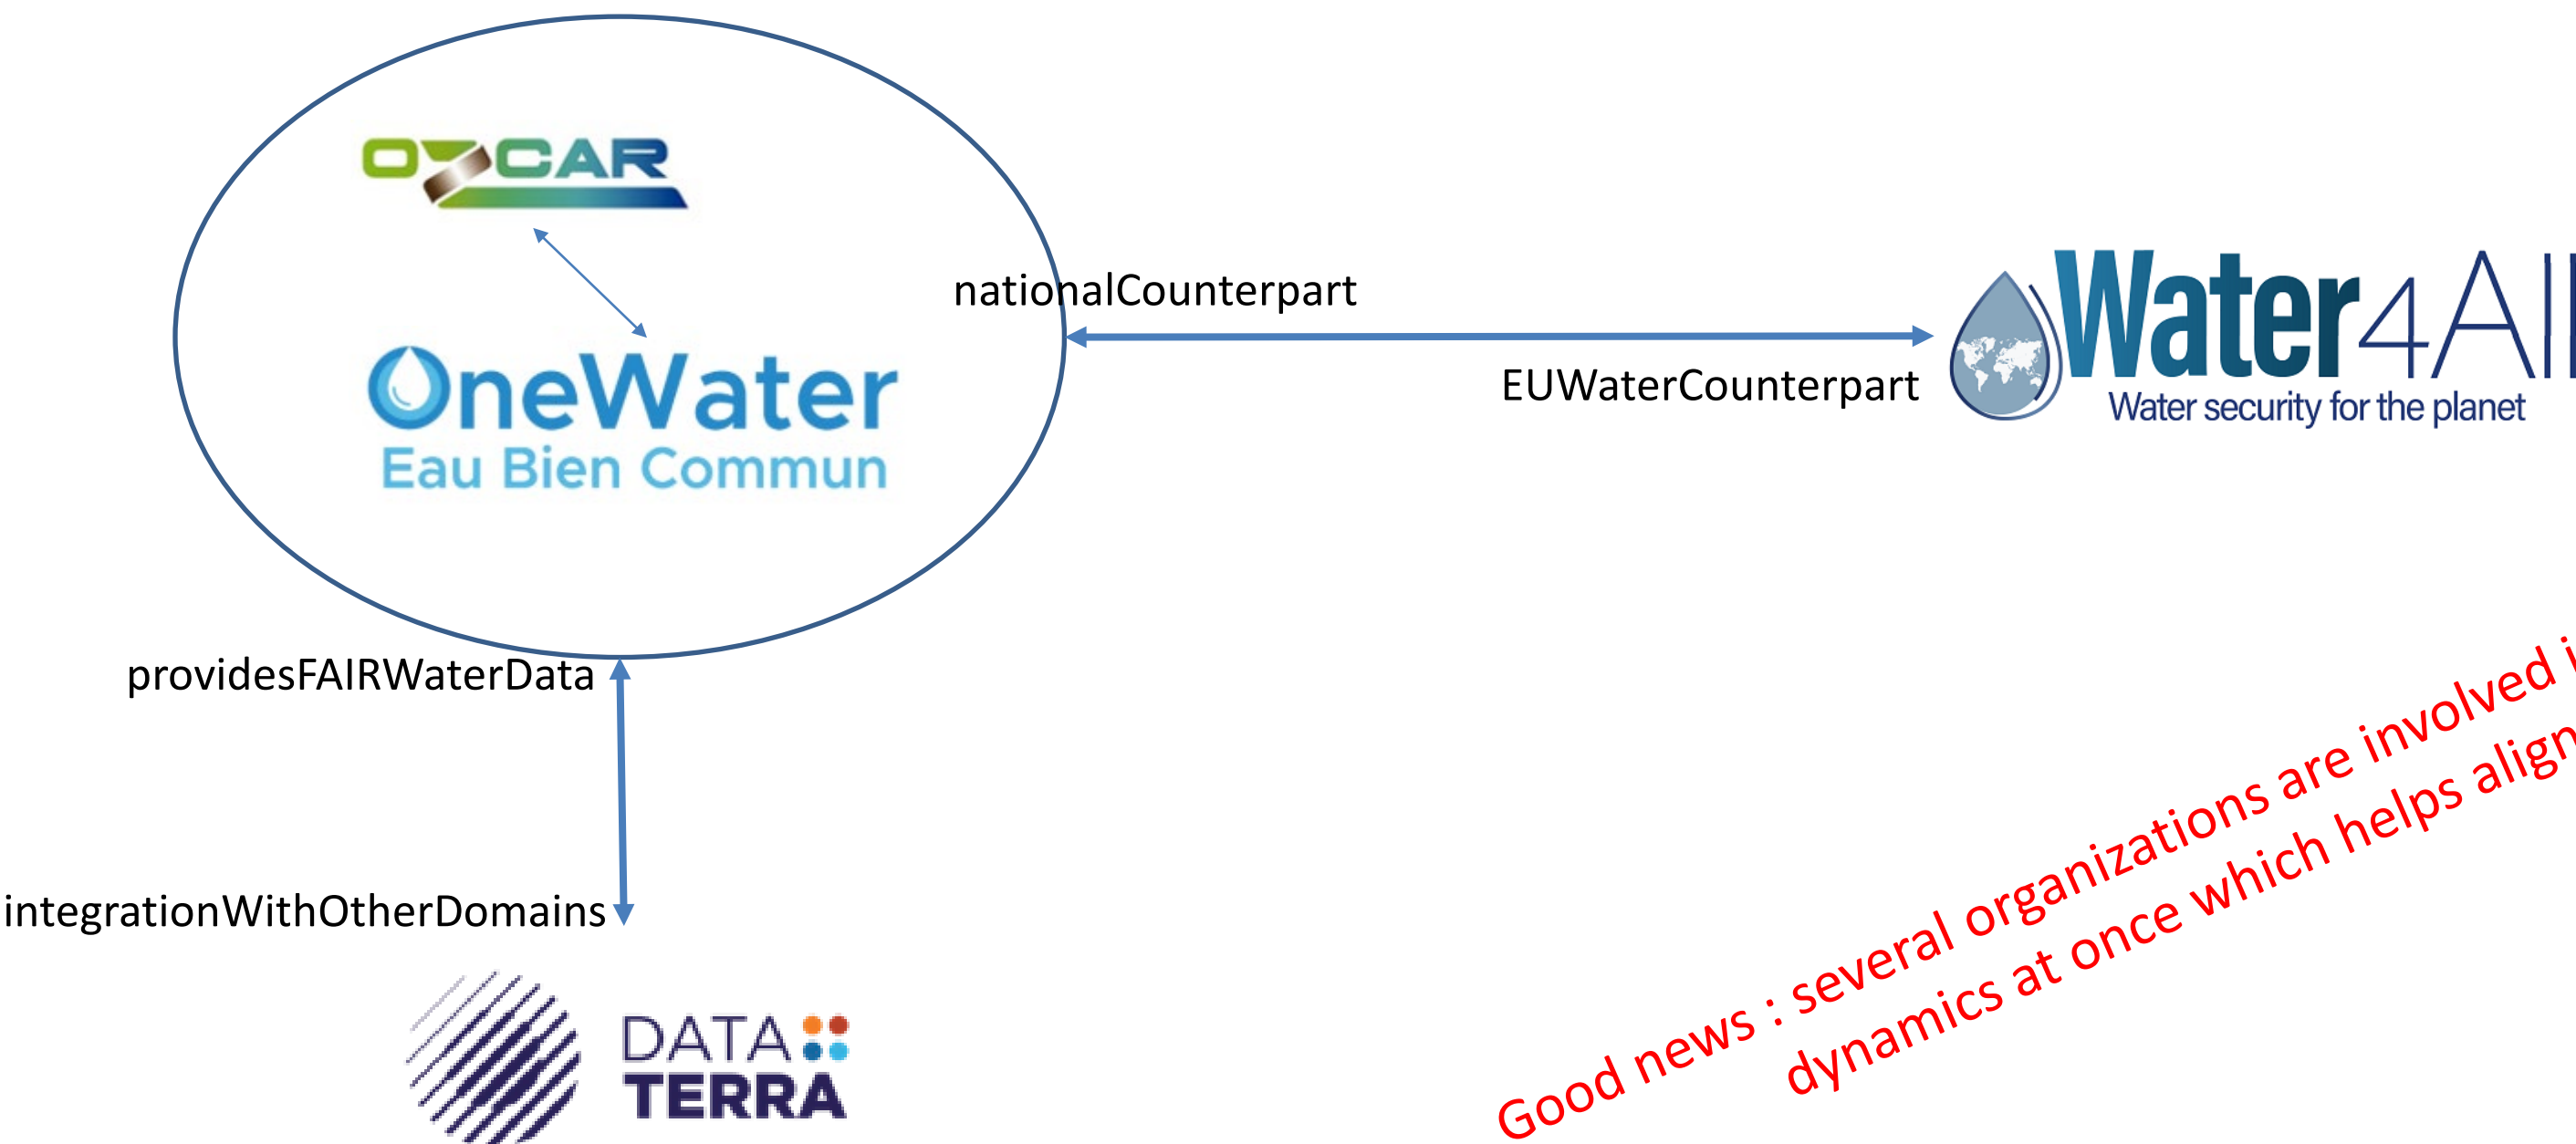 OZCAR
OneWater
Eau Bien Commun
nationalCounterpart
EUWaterCounterpart
Water4All
Water security for the planet
providesFAIRWaterData
integrationWithOtherDomains
DATA
TERRA
Good news : several organizations are involved
dynamics at once which helps align